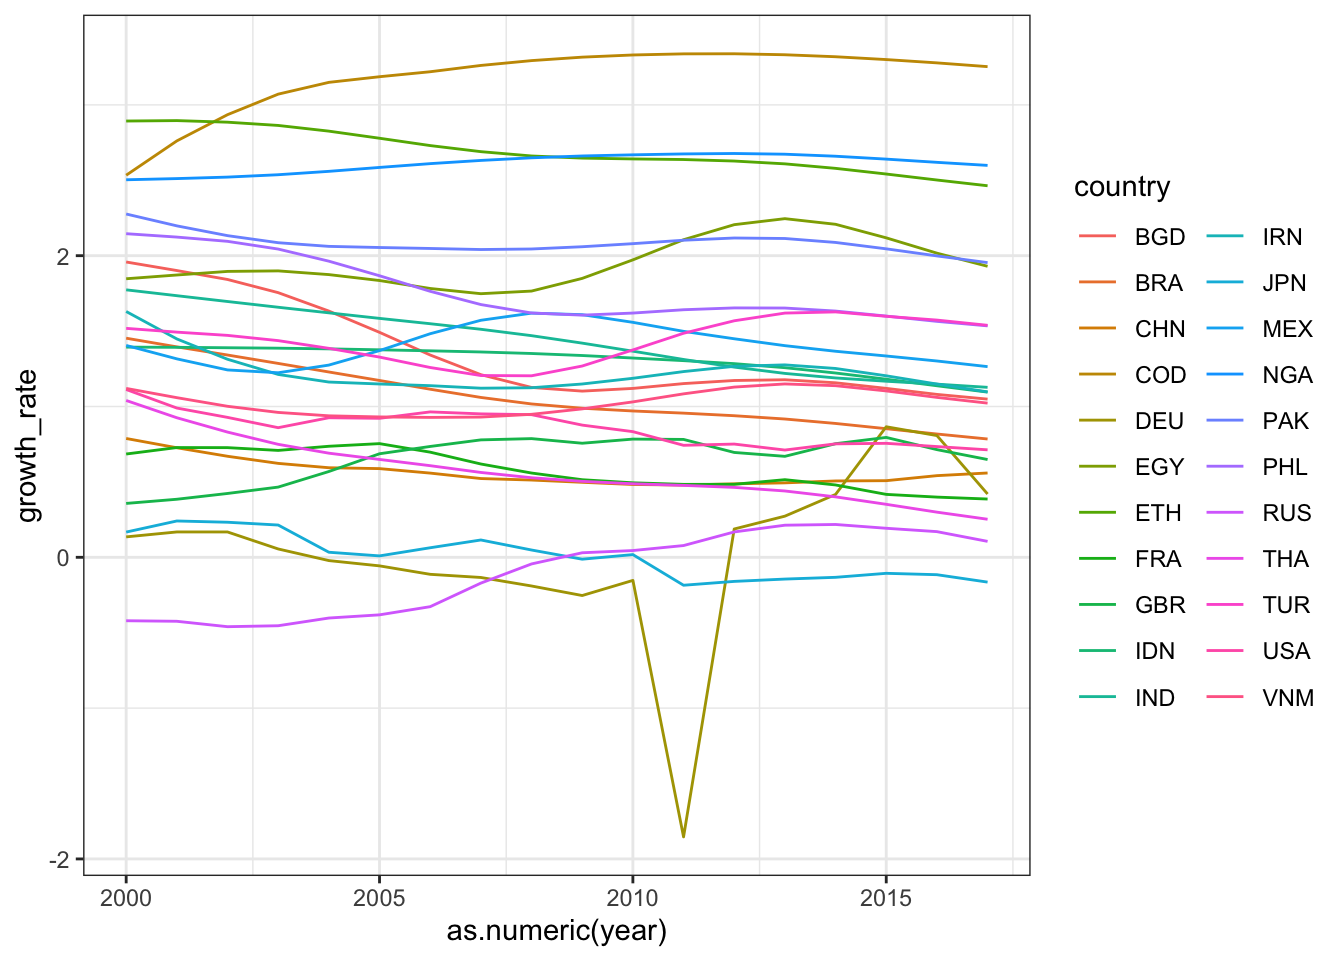 growth_rate
2
0
-2
2000 2005 2010 2015
as.numeric(year)
country
BGD IRN
BRA JPN
CHN MEX
COD NGA
DEU PAK
EGY PHL
ETH RUS
FRA THA
GBR TUR
IDN USA
IND VNM